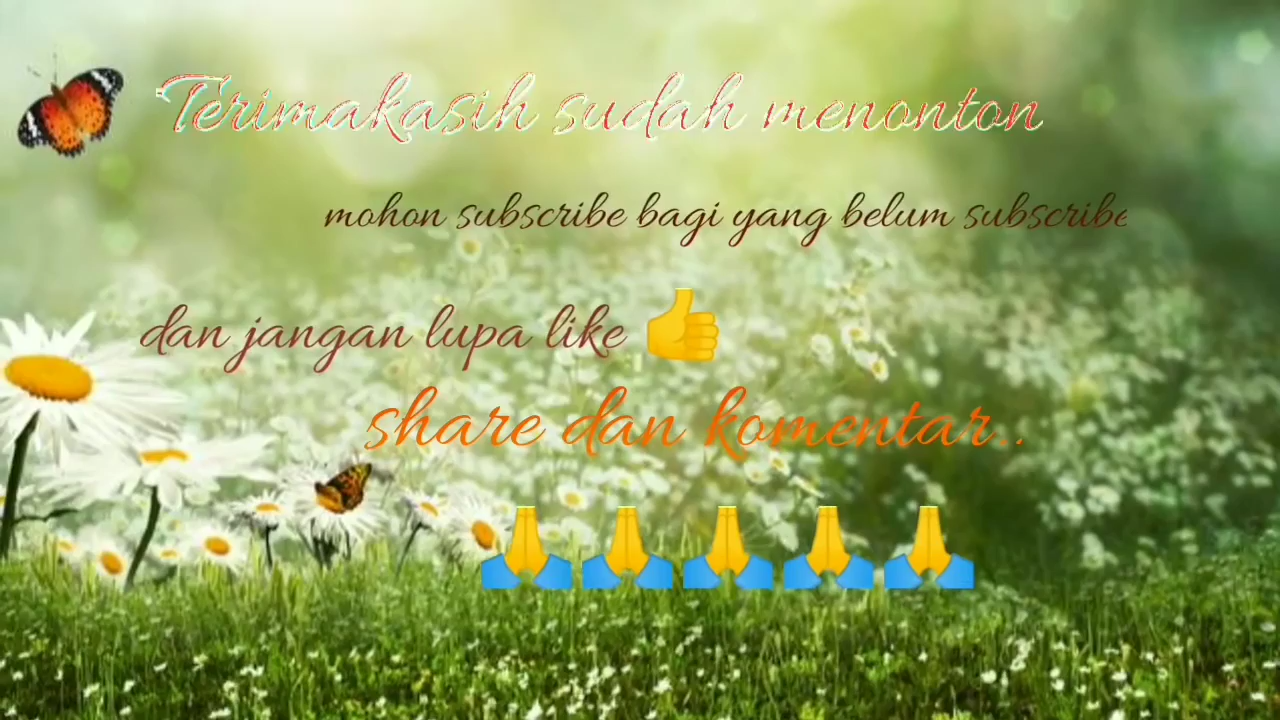 Terimakasih sudah menonton
mohon subscribe bagi yang belum subscribe
dan jangan lupa like 👍
share dan komentar..
🙏🙏🙏🙏🙏